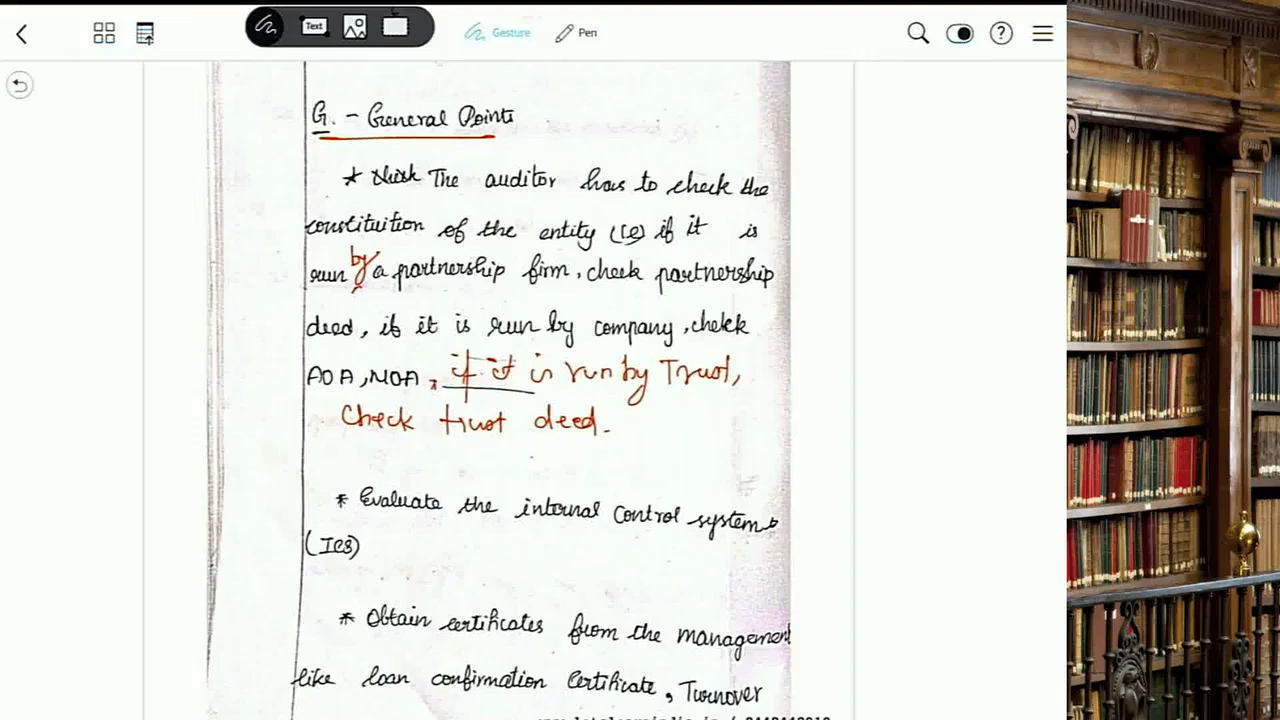 Text
Gesture
Pen
G. - General Points
* The auditor has to check the
constituition of the entity (ie) if it is
run by a partnership firm, check partnership
deed, if it is run by company, check
AOA, MOA, if it is run by Trust,
Check trust deed.
* Evaluate the internal control system
(ICS)
* Obtain certificates from the management
like loan confirmation certificate, Turnover